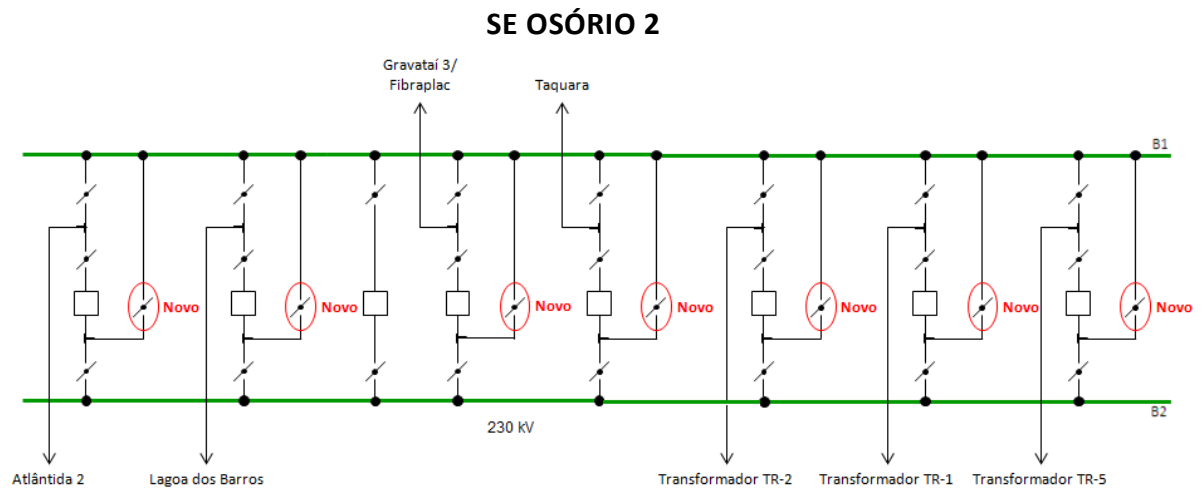 SE OSÓRIO 2
Gravataí 3/
Fibraplac
Taquara
B1
Novo
Novo
Novo
Novo
Novo
Novo
Novo
B2
230 kV
Atlântida 2
Lagoa dos Barros
Transformador TR-2
Transformador TR-1
Transformador TR-5